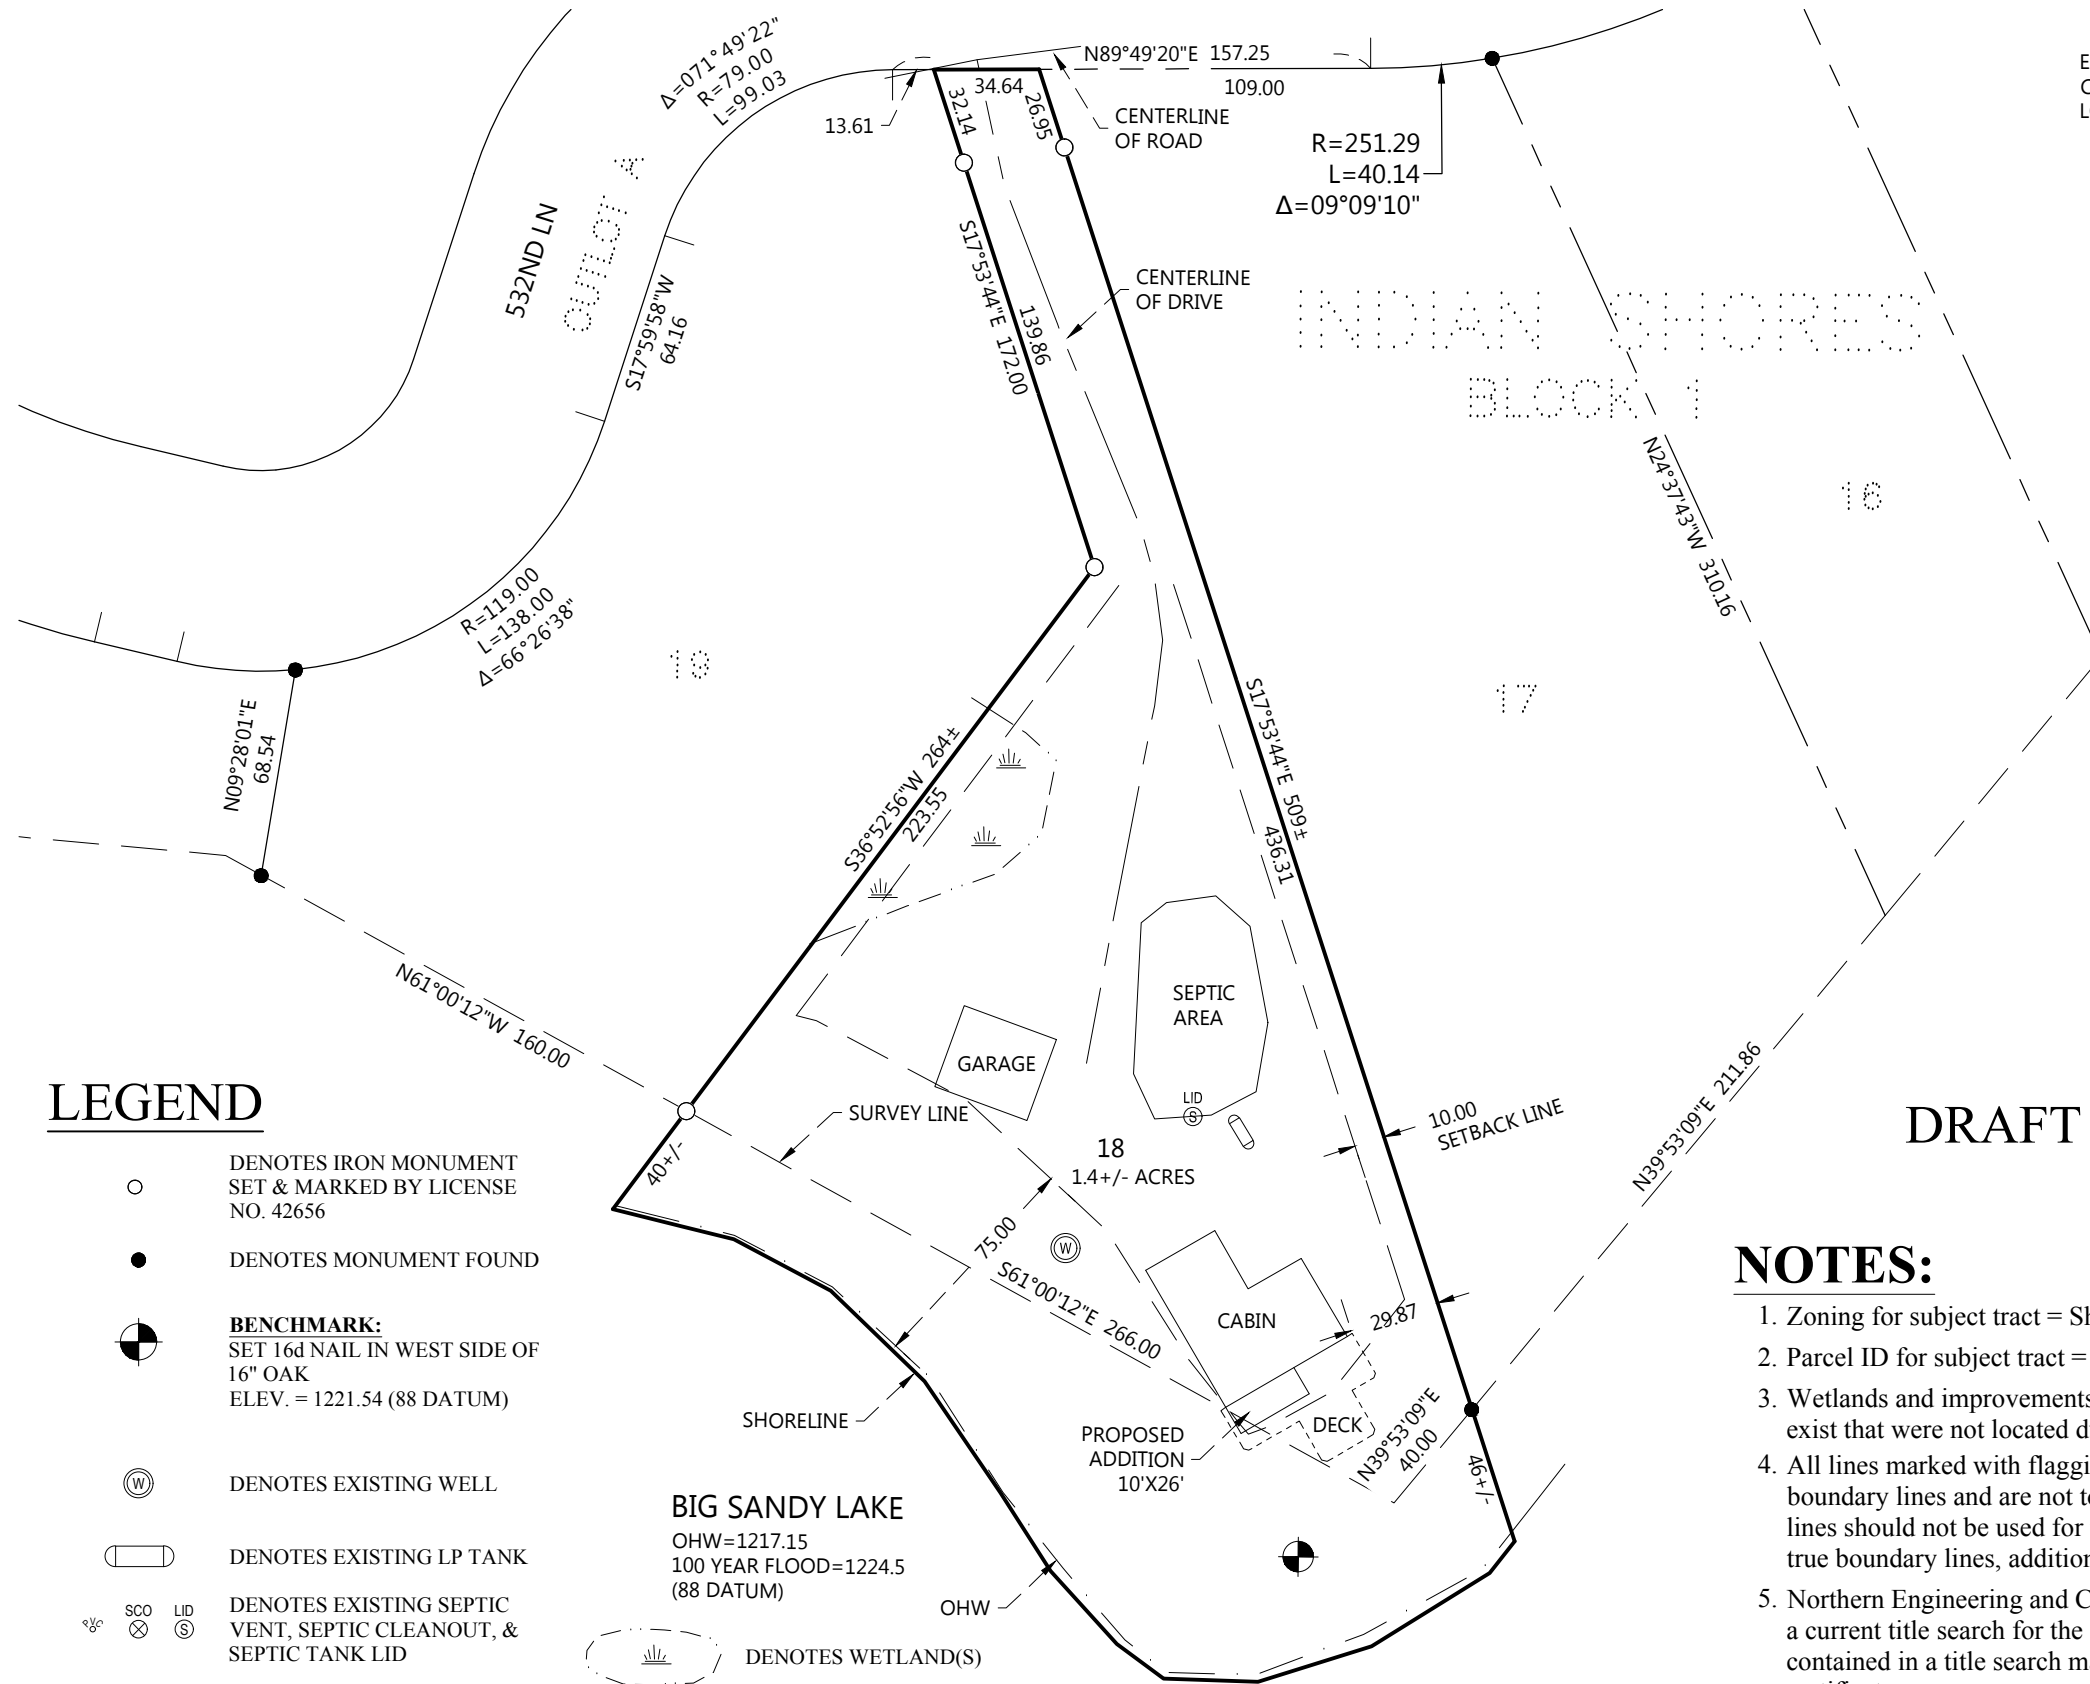 Δ=071°49'22"
R=79.00
L=99.03
N89°49'20"E 157.25
109.00
34.64
13.61
32.14
26.95
CENTERLINE
OF ROAD
R=251.29
L=40.14
Δ=09°09'10"
532ND LN
OUTLOT A
S17°59'58"W
64.16
S17°53'44"E 172.00
139.86
CENTERLINE
OF DRIVE
INDIAN SHORES
BLOCK 1
N24°37'43"W 310.16
16
R=119.00
L=138.00
Δ=66°26'38"
19
17
N09°28'01"E
68.54
S36°52'56"W 264±
223.55
S17°53'44"E 509±
436.31
N61°00'12"W 160.00
SEPTIC
AREA
GARAGE
LID
S
SURVEY LINE
18
1.4+/- ACRES
10.00
SETBACK LINE
N39°53'09"E 211.86
40+/-
75.00
W
S61°00'12"E 266.00
CABIN
29.87
SHORELINE
PROPOSED
ADDITION
10'X26'
DECK
N39°53'09"E
40.00
46+/-
BIG SANDY LAKE
OHW=1217.15
100 YEAR FLOOD=1224.5
(88 DATUM)
OHW
LEGEND
DENOTES IRON MONUMENT
SET & MARKED BY LICENSE
NO. 42656
DENOTES MONUMENT FOUND
BENCHMARK:
SET 16d NAIL IN WEST SIDE OF
16" OAK
ELEV. = 1221.54 (88 DATUM)
W
DENOTES EXISTING WELL
DENOTES EXISTING LP TANK
PVC
SCO
LID
S
DENOTES EXISTING SEPTIC
VENT, SEPTIC CLEANOUT, &
SEPTIC TANK LID
DENOTES WETLAND(S)
DRAFT
NOTES:
1. Zoning for subject tract = Sh
2. Parcel ID for subject tract =
3. Wetlands and improvements
exist that were not located d
4. All lines marked with flaggi
boundary lines and are not t
lines should not be used for
true boundary lines, addition
5. Northern Engineering and C
a current title search for the
contained in a title search m